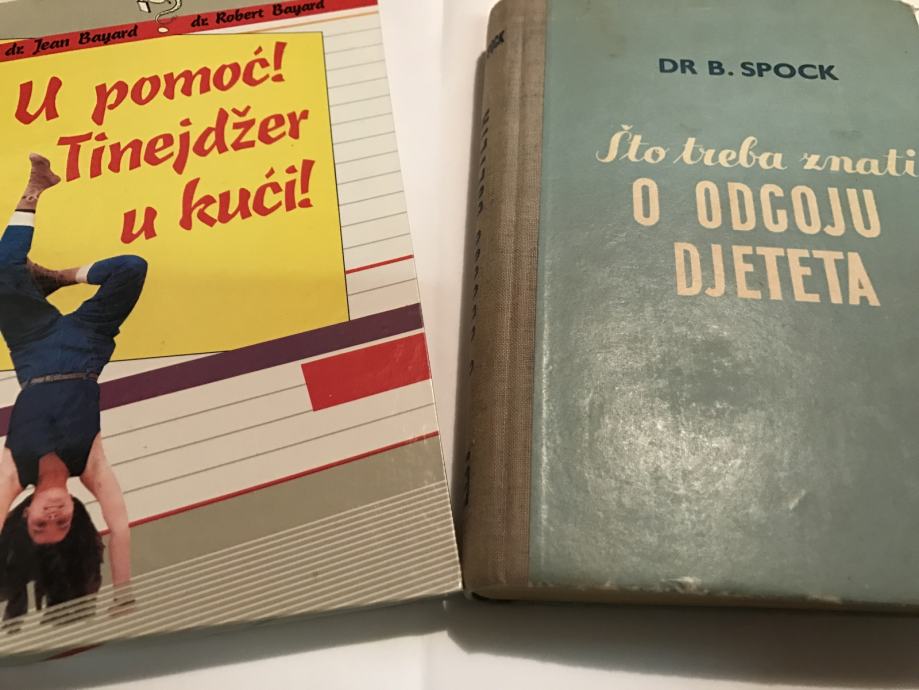 dr. Jean Bayard
dr. Robert Bayard
U pomoć!
Tinejdžer
u kući!
DR B. SPOCK
Što treba znati
O ODGOJU
DJETETA